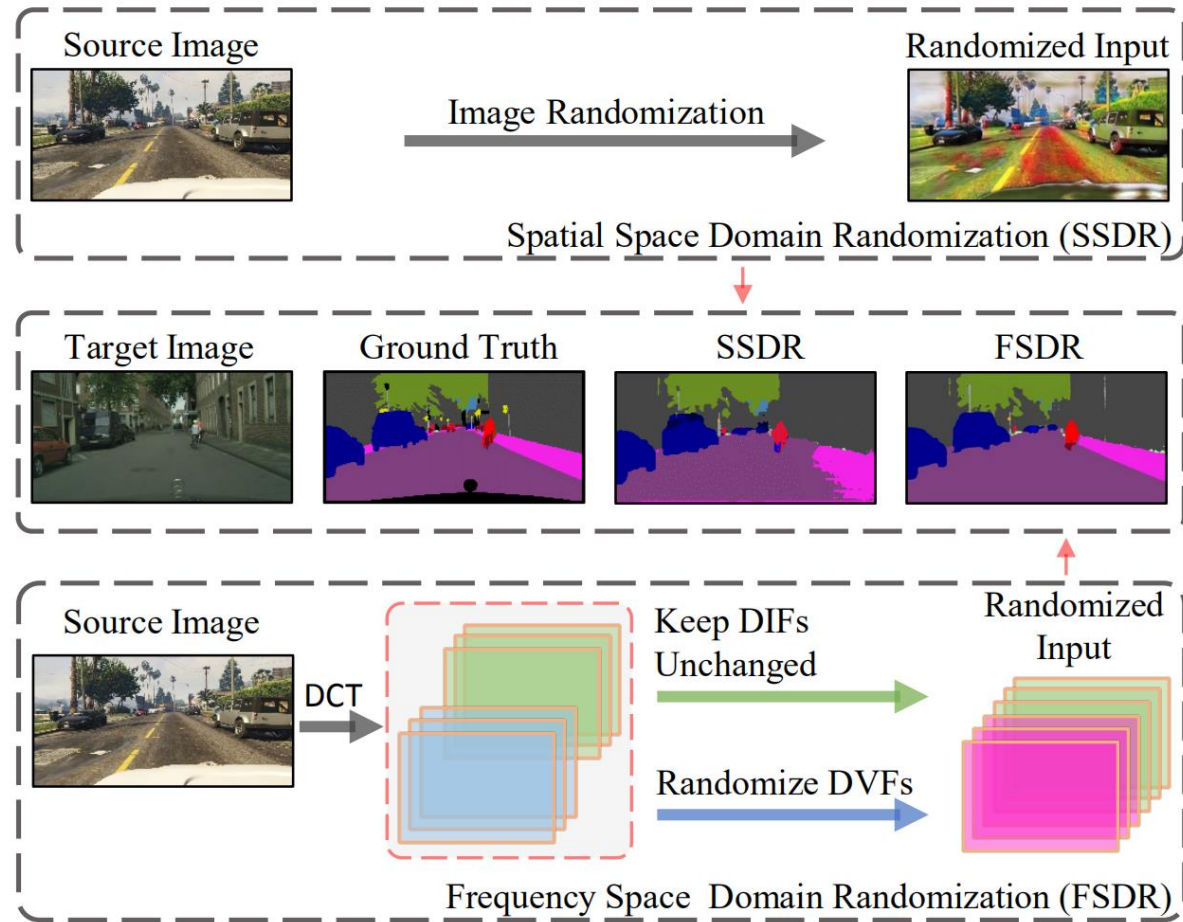 Source Image
Randomized Input
Image Randomization
Spatial Space Domain Randomization (SSDR)
Target Image
Ground Truth
SSDR
FSDR
Source Image
DCT
Keep DIFs
Unchanged
Randomized
Input
Randomize DVFs
Frequency Space Domain Randomization (FSDR)